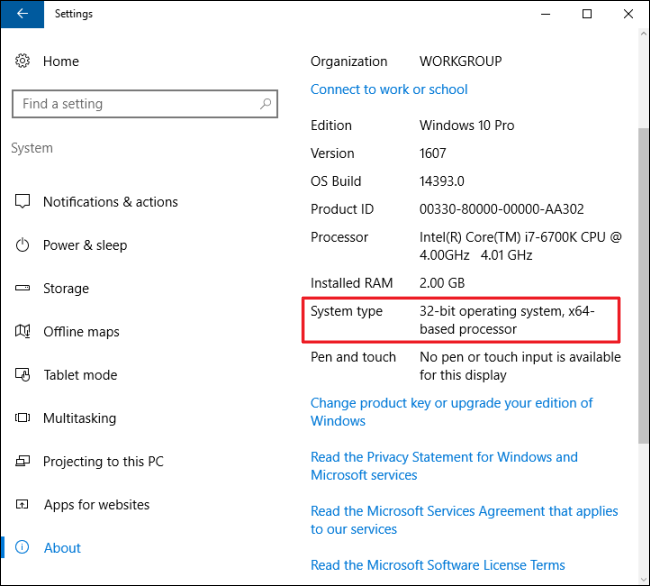 Settings
Home
Find a setting
System
Notifications & actions
Power & sleep
Storage
Offline maps
Tablet mode
Multitasking
Projecting to this PC
Apps for websites
About
Organization WORKGROUP
Connect to work or school
Edition Windows 10 Pro
Version 1607
OS Build 14393.0
Product ID 00330-80000-00000-AA302
Processor Intel(R) Core(TM) i7-6700K CPU @
4.00GHz 4.01 GHz
Installed RAM 2.00 GB
System type 32-bit operating system, x64-
based processor
Pen and touch No pen or touch input is available
for this display
Change product key or upgrade your edition of
Windows
Read the Privacy Statement for Windows and
Microsoft services
Read the Microsoft Services Agreement that applies
to our services
Read the Microsoft Software License Terms